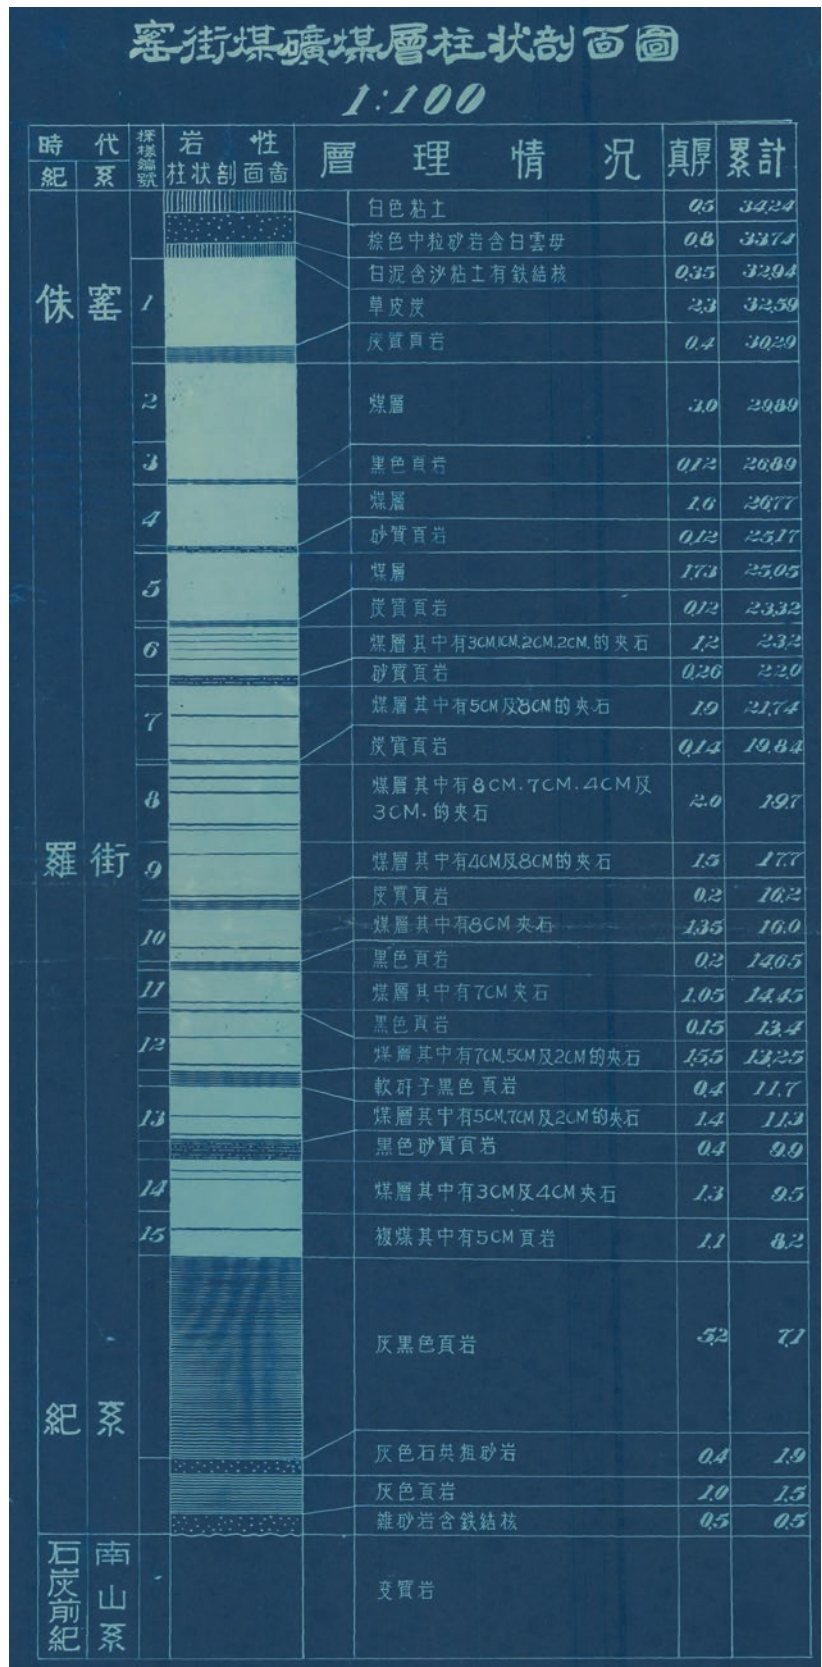 窰街煤礦煤層柱状剖面圖
1:100
時代 採樣編號 岩性 層理情況 真厚 累計
紀 系 柱状剖面圖
白色粘土 0.5 34.24
棕色中粒砂岩含白雲母 0.8 33.74
白泥含沙粘土有鉄結核 0.35 32.94
侏 窰 1 草皮炭 2.3 32.59
炭質頁岩 0.4 30.29
2 煤層 3.0 29.89
3 黒色頁岩 0.12 26.89
4 煤層 1.6 26.77
砂質頁岩 0.12 25.17
5 煤層 1.73 25.05
炭質頁岩 0.12 23.32
6 煤層其中有3CM.1CM.2CM.2CM.的夾石 1.2 23.2
砂質頁岩 0.26 22.0
7 煤層其中有5CM及8CM的夾石 1.9 21.74
炭質頁岩 0.14 19.84
8 煤層其中有8CM.7CM.4CM及 2.0 19.7
3CM.的夾石
羅 街 9 煤層其中有4CM及8CM的夾石 1.5 17.7
炭質頁岩 0.2 16.2
10 煤層其中有8CM夾石 1.35 16.0
黒色頁岩 0.2 14.65
11 煤層其中有7CM夾石 1.05 14.45
黒色頁岩 0.15 13.4
12 煤層其中有7CM.5CM及2CM的夾石 15.5 13.25
軟矸子黒色頁岩 0.4 11.7
13 煤層其中有5CM.7CM及2CM的夾石 1.4 11.3
黒色砂質頁岩 0.4 9.9
14 煤層其中有3CM及4CM夾石 1.3 9.5
15 複煤其中有5CM頁岩 1.1 8.2
灰黒色頁岩 5.2 7.1
紀 系
灰色石英粗砂岩 0.4 1.9
灰色頁岩 1.0 1.5
雜砂岩含鉄結核 0.5 0.5
石炭前紀 南山系 变質岩